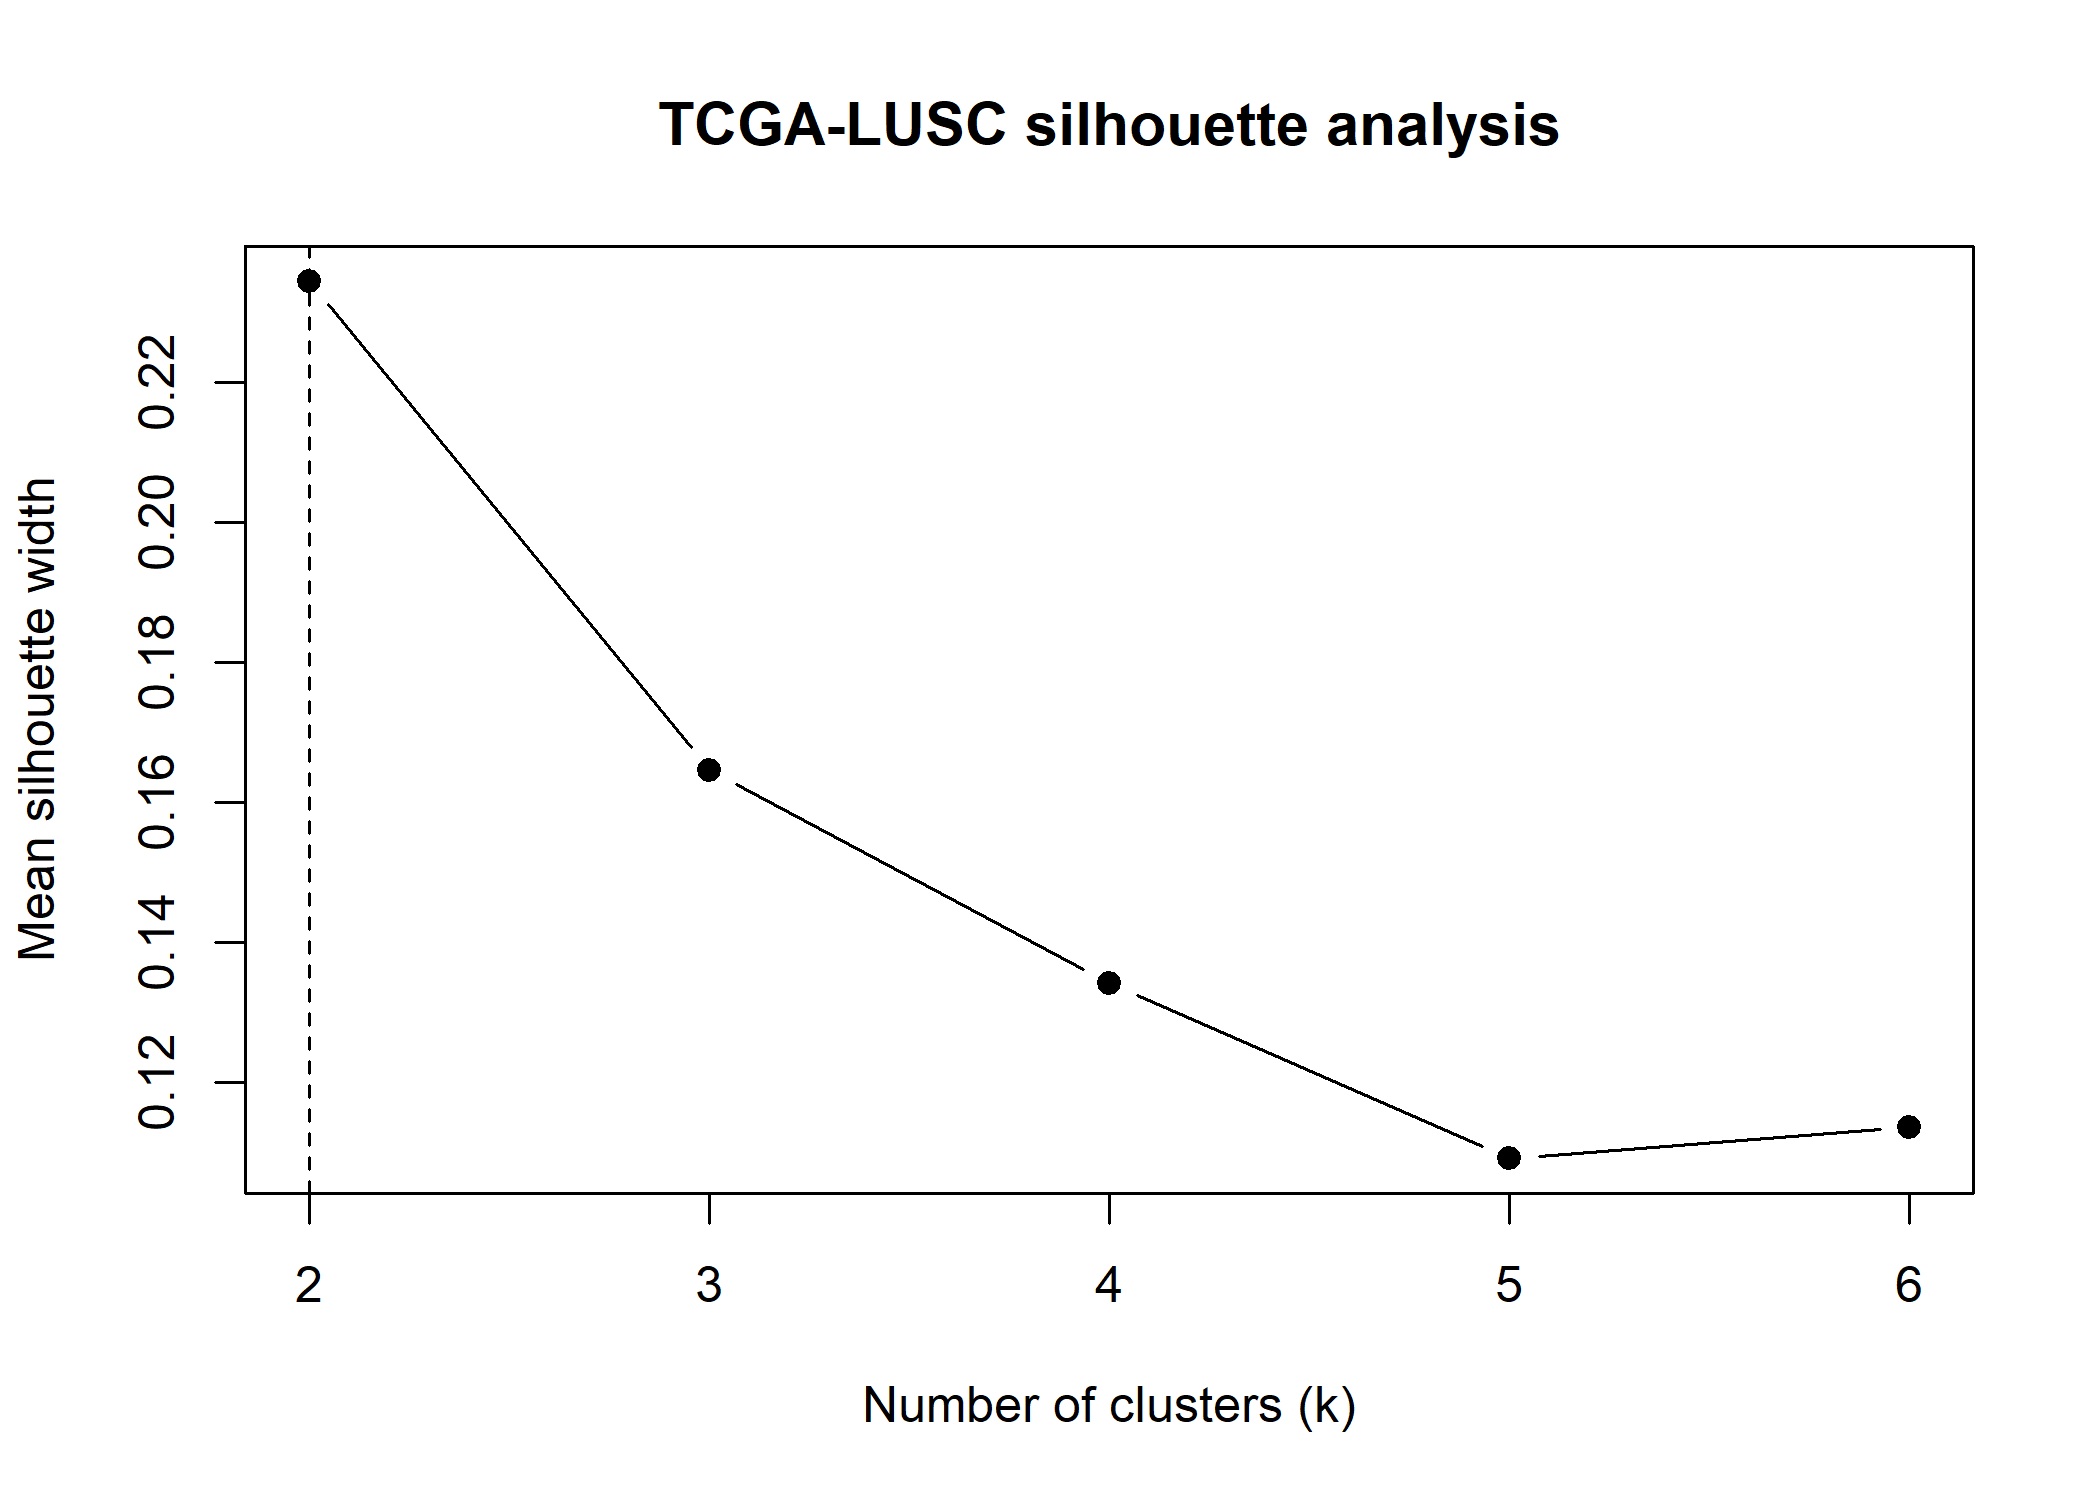 TCGA-LUSC silhouette analysis
Mean silhouette width
0.22
0.20
0.18
0.16
0.14
0.12
2 3 4 5 6
Number of clusters (k)